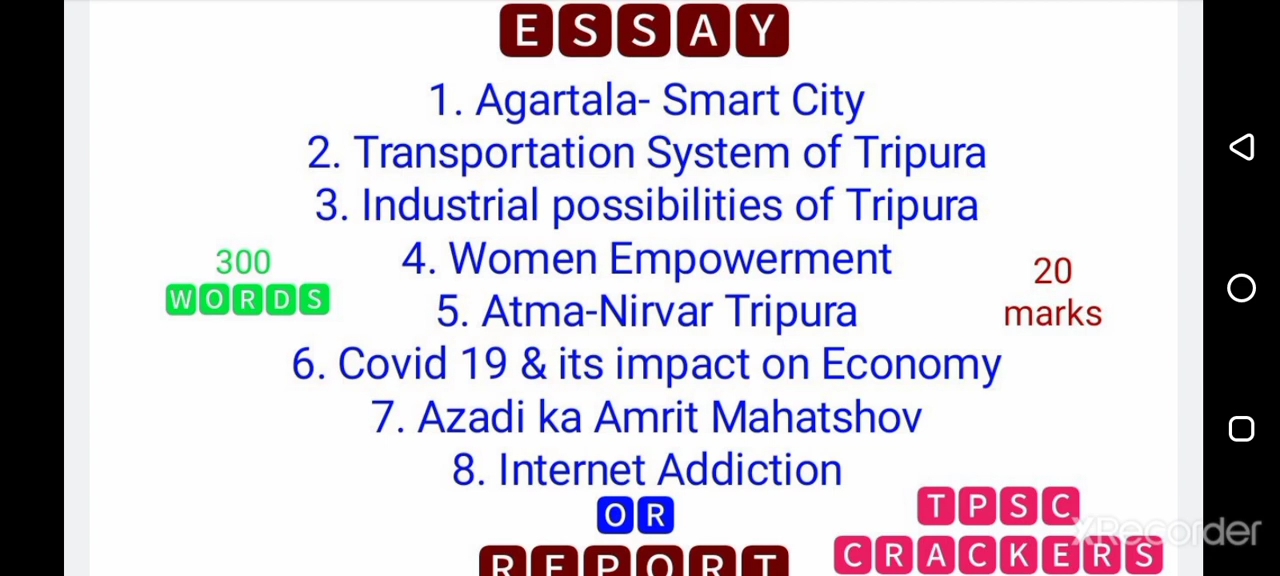 ESSAY
1. Agartala- Smart City
2. Transportation System of Tripura
3. Industrial possibilities of Tripura
4. Women Empowerment
300
WORDS
20
marks
5. Atma-Nirvar Tripura
6. Covid 19 & its impact on Economy
7. Azadi ka Amrit Mahatshov
8. Internet Addiction
OR
REPORT
TPSC
CRACKERS
XRecorder